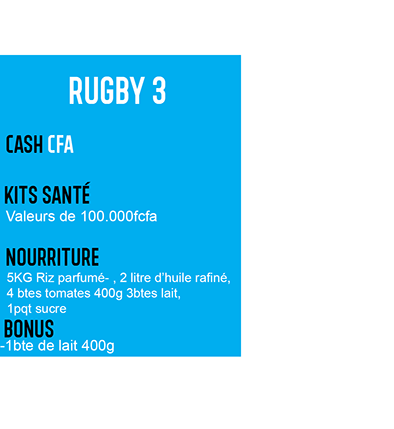 RUGBY 3
CASH CFA
KITS SANTÉ
Valeurs de 100.000fcfa
NOURRITURE
5KG Riz parfumé- , 2 litre d'huile rafiné,
4 btes tomates 400g 3btes lait,
1pqt sucre
BONUS
-1bte de lait 400g